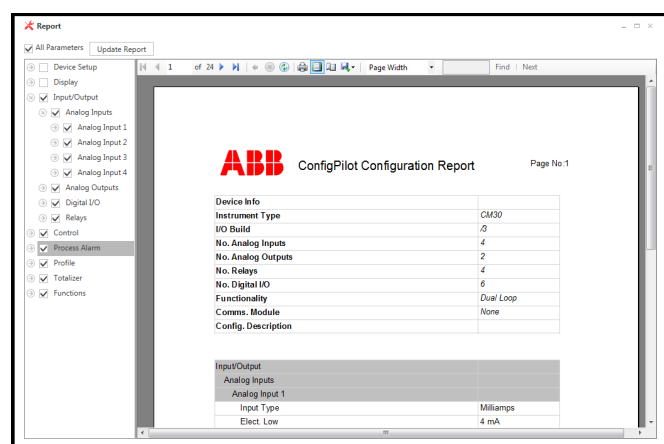 Report
All Parameters Update Report
Device Setup
Display
Input/Output
Analog Inputs
Analog Input 1
Analog Input 2
Analog Input 3
Analog Input 4
Analog Outputs
Digital I/O
Relays
Control
Process Alarm
Profile
Totalizer
Functions
1 of 24 Page Width Find Next
ABB ConfigPilot Configuration Report Page No:1
Device Info
Instrument Type CM30
I/O Build /3
No. Analog Inputs 4
No. Analog Outputs 2
No. Relays 4
No. Digital I/O 6
Functionality Dual Loop
Comms. Module None
Config. Description
Input/Output
Analog Inputs
Analog Input 1
Input Type Milliamps
Elect. Low 4 mA